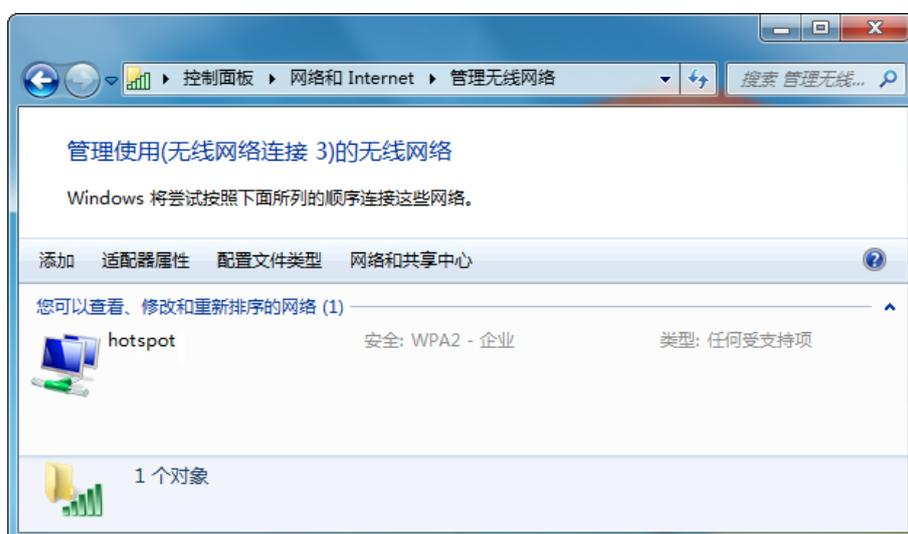 控制面板 网络和 Internet 管理无线网络 搜索 管理无线...
管理使用(无线网络连接 3)的无线网络
Windows 将尝试按照下面所列的顺序连接这些网络。
添加 适配器属性 配置文件类型 网络和共享中心
您可以查看、修改和重新排序的网络 (1)
hotspot 安全: WPA2 - 企业 类型: 任何受支持项
1 个对象